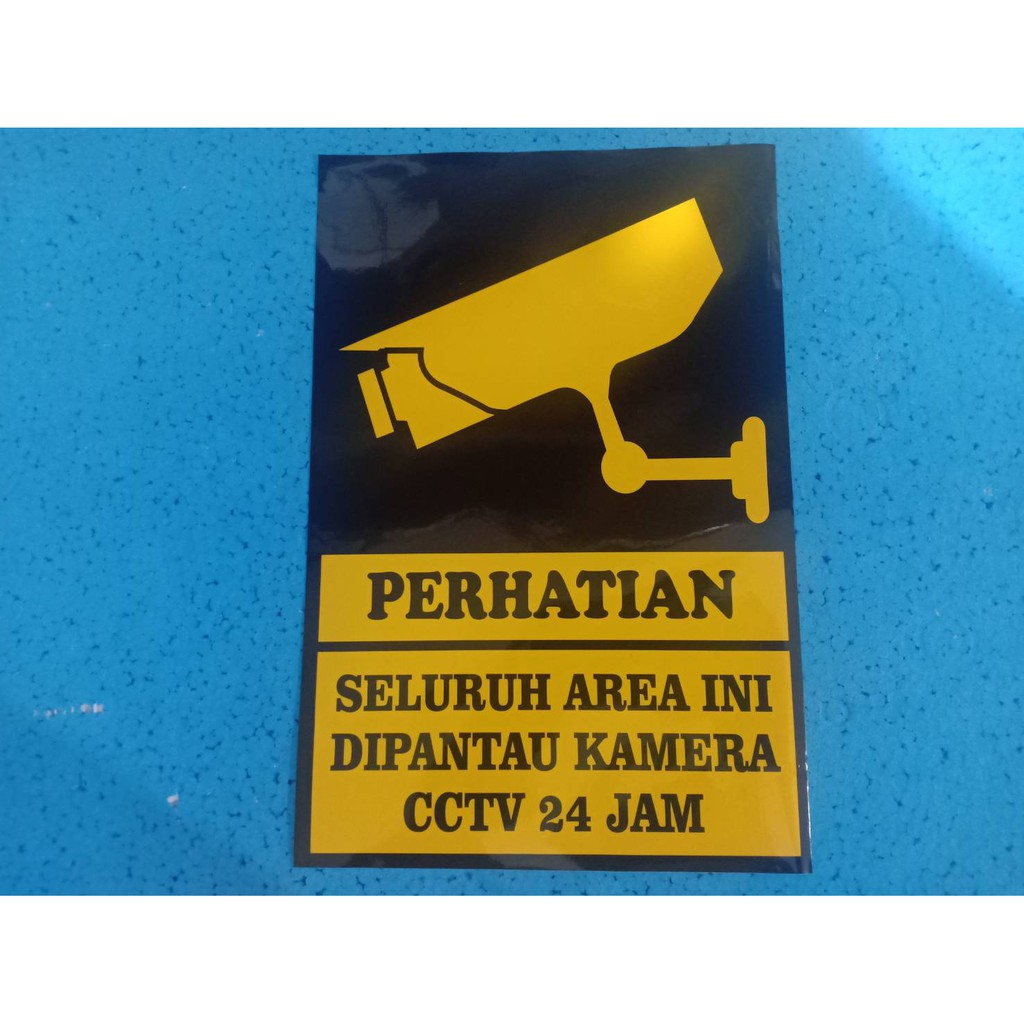 PERHATIAN
SELURUH AREA INI
DIPANTAU KAMERA
CCTV 24 JAM